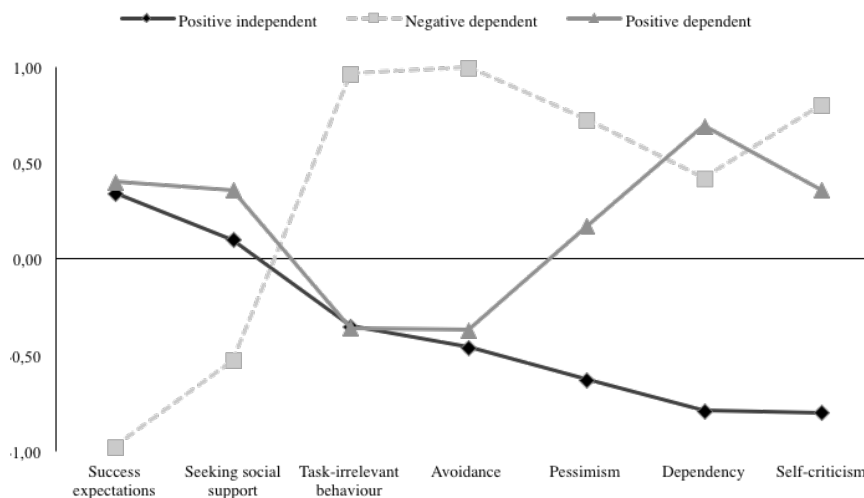 Positive independent Negative dependent Positive dependent
1,00
0,50
0,00
-0,50
-1,00
Success expectations
Seeking social support
Task-irrelevant behaviour
Avoidance
Pessimism
Dependency
Self-criticism